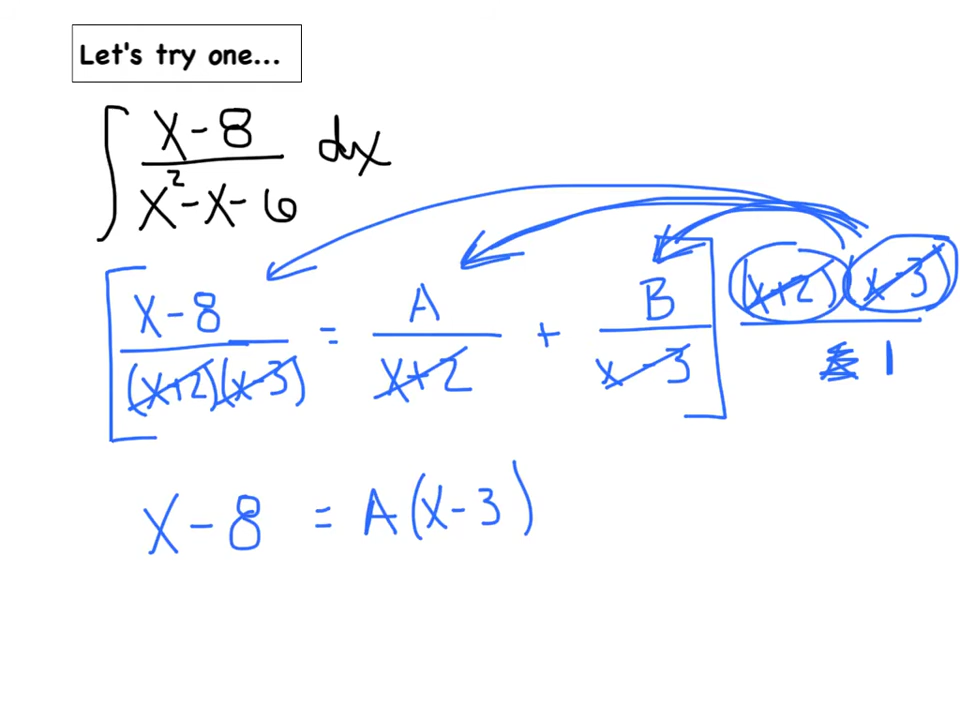 Let's try one...
∫ x-8 / x²-x-6 dx
[ x-8 / (x+2)(x-3) = A / x+2 + B / x-3 ] (x+2)(x-3) / 1
x-8 = A(x-3)